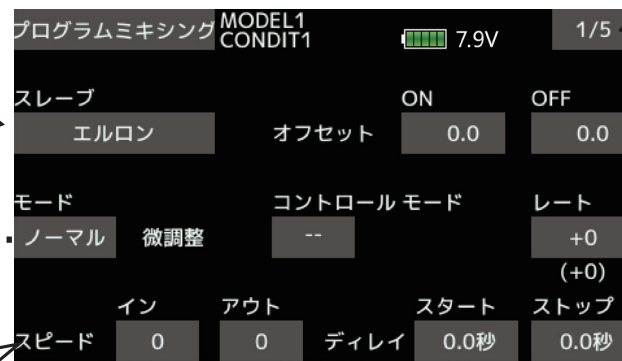 プログラムミキシング MODEL1 CONDIT1 7.9V 1/5
スレーブ ON OFF
エルロン オフセット 0.0 0.0
モード コントロール モード レート
ノーマル 微調整 -- +0
(+0)
イン アウト スタート ストップ
スピード 0 0 ディレイ 0.0秒 0.0秒